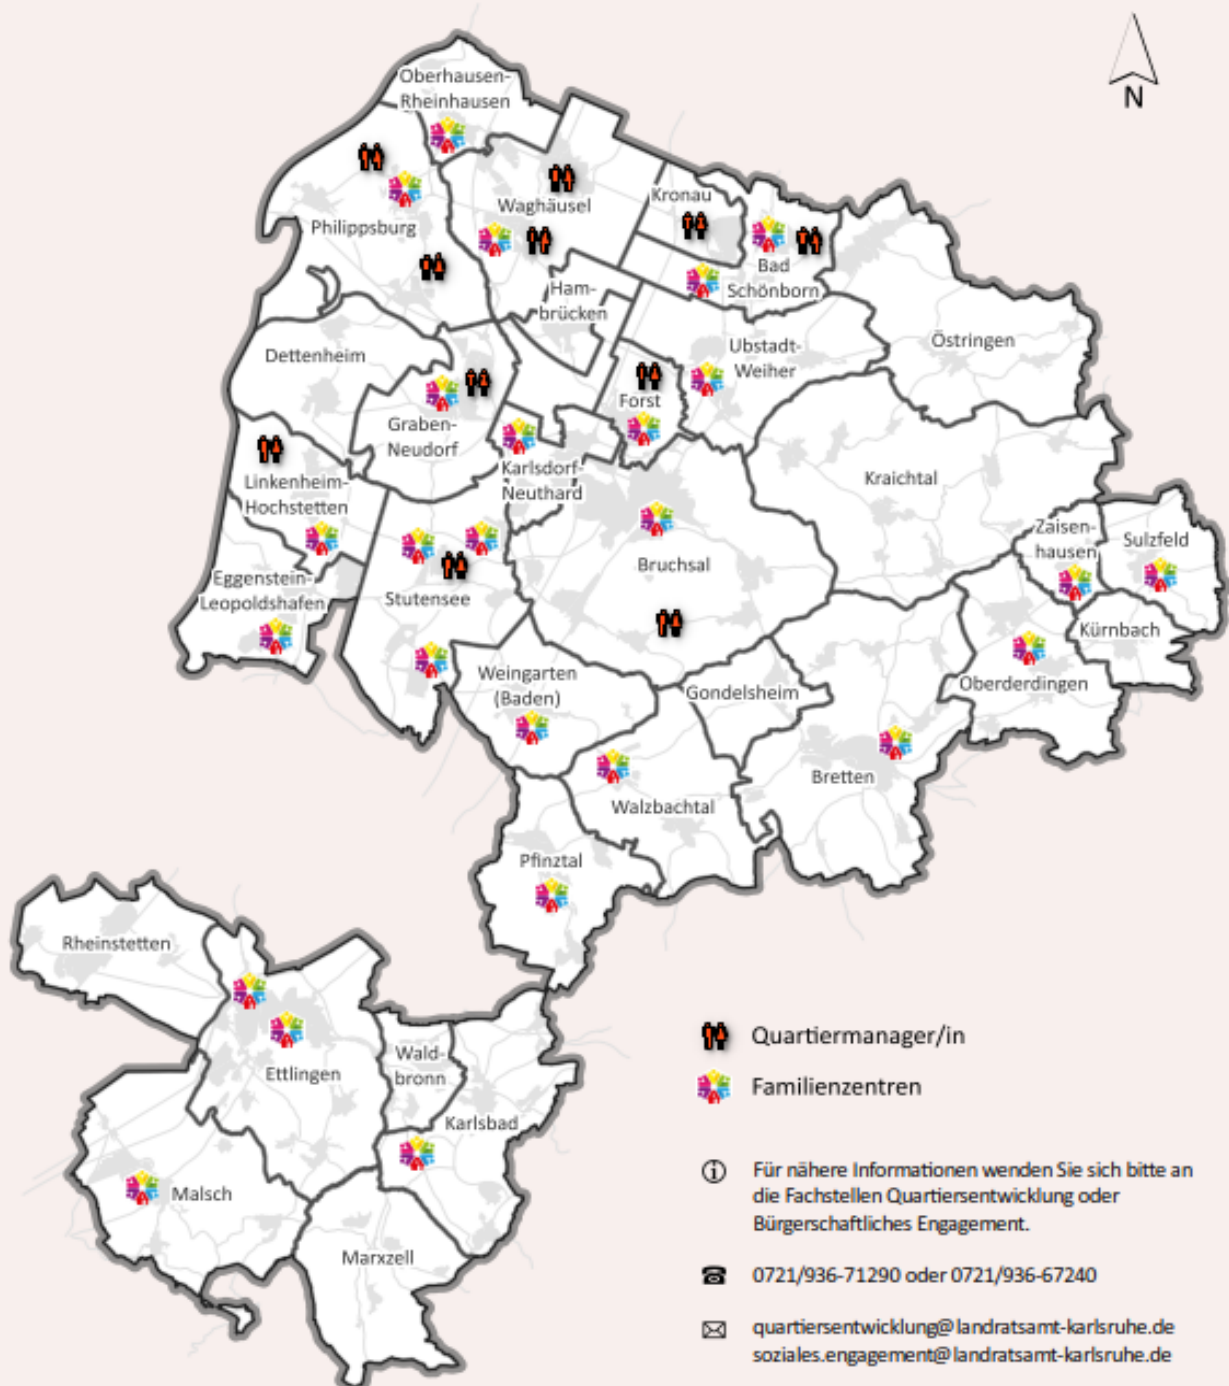 N
Oberhausen-
Rheinhausen
Philippsburg
Waghäusel
Kronau
Bad
Schönborn
Ham-
brücken
Dettenheim
Ubstadt-
Weiher
Östringen
Graben-
Neudorf
Forst
Karlsdorf-
Neuthard
Linkenheim-
Hochstetten
Kraichtal
Zaisen-
hausen
Sulzfeld
Bruchsal
Eggenstein-
Leopoldshafen
Stutensee
Kürnbach
Weingarten
(Baden)
Gondelsheim
Oberderdingen
Bretten
Walzbachtal
Pfinztal
Rheinstetten
Ettlingen
Wald-
bronn
Karlsbad
Malsch
Marxzell
Quartiermanager/in
Familienzentren
Für nähere Informationen wenden Sie sich bitte an
die Fachstellen Quartiersentwicklung oder
Bürgerschaftliches Engagement.
0721/936-71290 oder 0721/936-67240
quartiersentwicklung@landratsamt-karlsruhe.de
soziales.engagement@landratsamt-karlsruhe.de